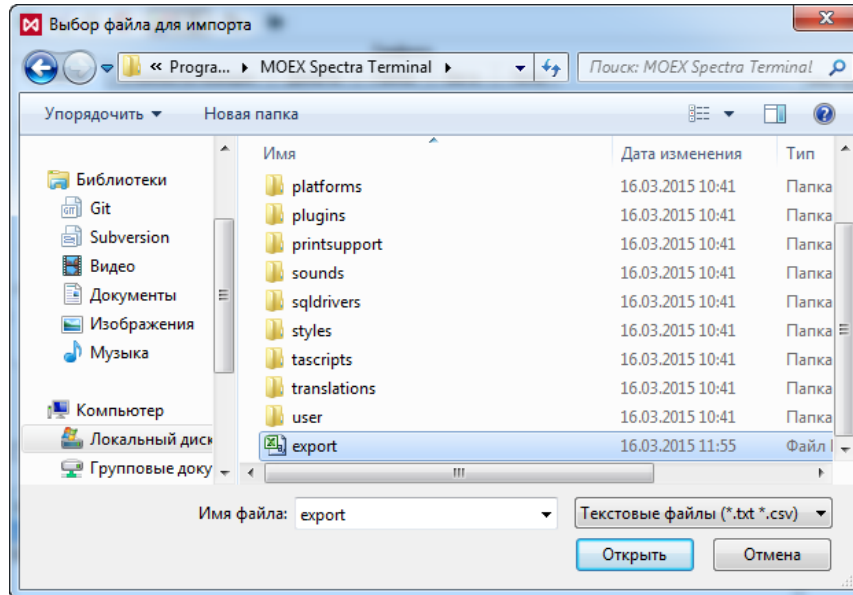 Выбор файла для импорта
« Progra... MOEX Spectra Terminal
Поиск: MOEX Spectra Terminal
Упорядочить
Новая папка
Имя Дата изменения Тип
Библиотеки
Git
Subversion
Видео
Документы
Изображения
Музыка
Компьютер
Локальный диск
Групповые доку
platforms 16.03.2015 10:41 Папка
plugins 16.03.2015 10:41 Папка
printsupport 16.03.2015 10:41 Папка
sounds 16.03.2015 10:41 Папка
sqldrivers 16.03.2015 10:41 Папка
styles 16.03.2015 10:41 Папка
tascripts 16.03.2015 10:41 Папка
translations 16.03.2015 10:41 Папка
user 16.03.2015 10:41 Папка
export 16.03.2015 11:55 Файл
Имя файла: export
Текстовые файлы (*.txt *.csv)
Открыть Отмена